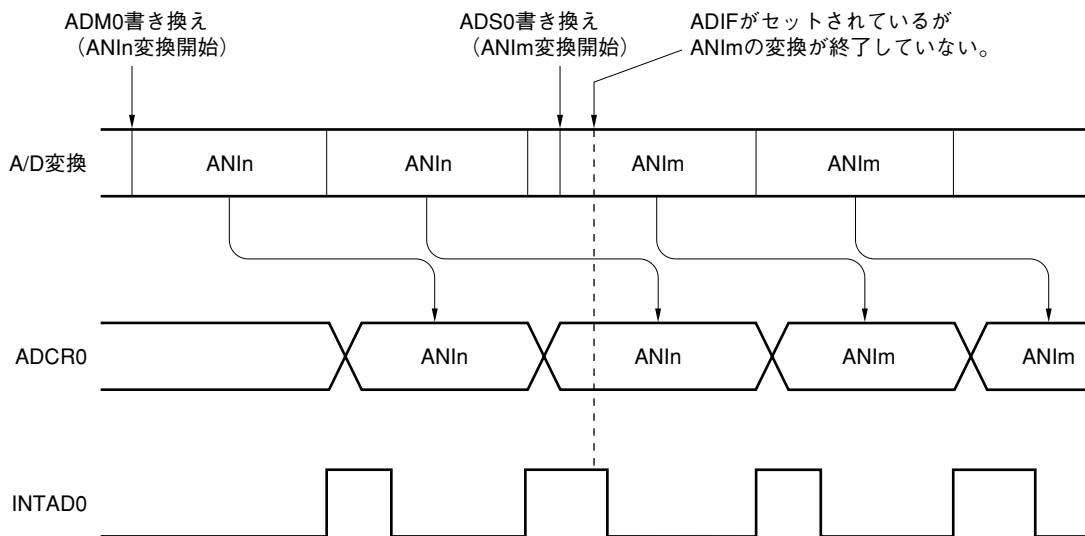 ADM0書き換え
（ANIn変換開始）
ADS0書き換え
（ANIm変換開始）
ADIFがセットされているが
ANImの変換が終了していない。
A/D変換
ANIn
ANIn
ANIm
ANIm
ADCR0
ANIn
ANIn
ANIm
ANIm
INTAD0